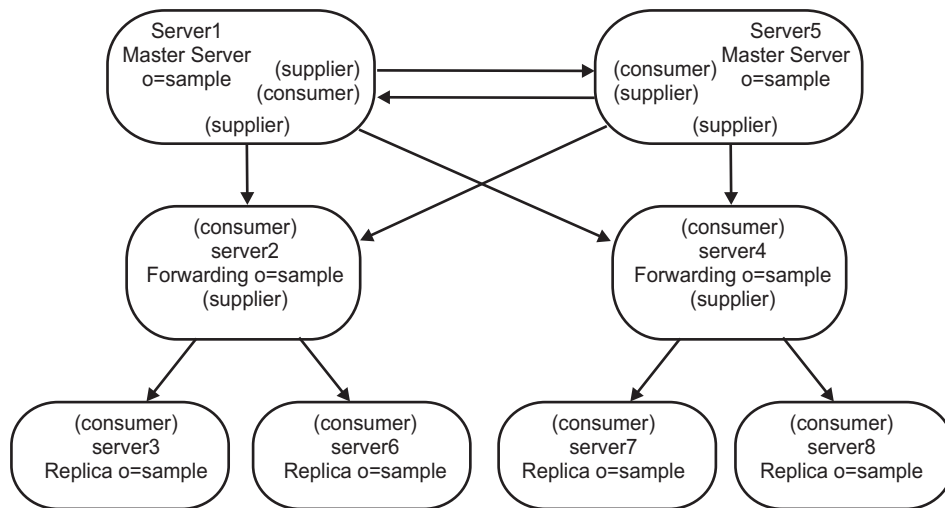 Server1
Master Server
o=sample
(supplier)
(consumer)
(supplier)
Server5
Master Server
o=sample
(consumer)
(supplier)
(supplier)
(consumer)
server2
Forwarding o=sample
(supplier)
(consumer)
server4
Forwarding o=sample
(supplier)
(consumer)
server3
Replica o=sample
(consumer)
server6
Replica o=sample
(consumer)
server7
Replica o=sample
(consumer)
server8
Replica o=sample